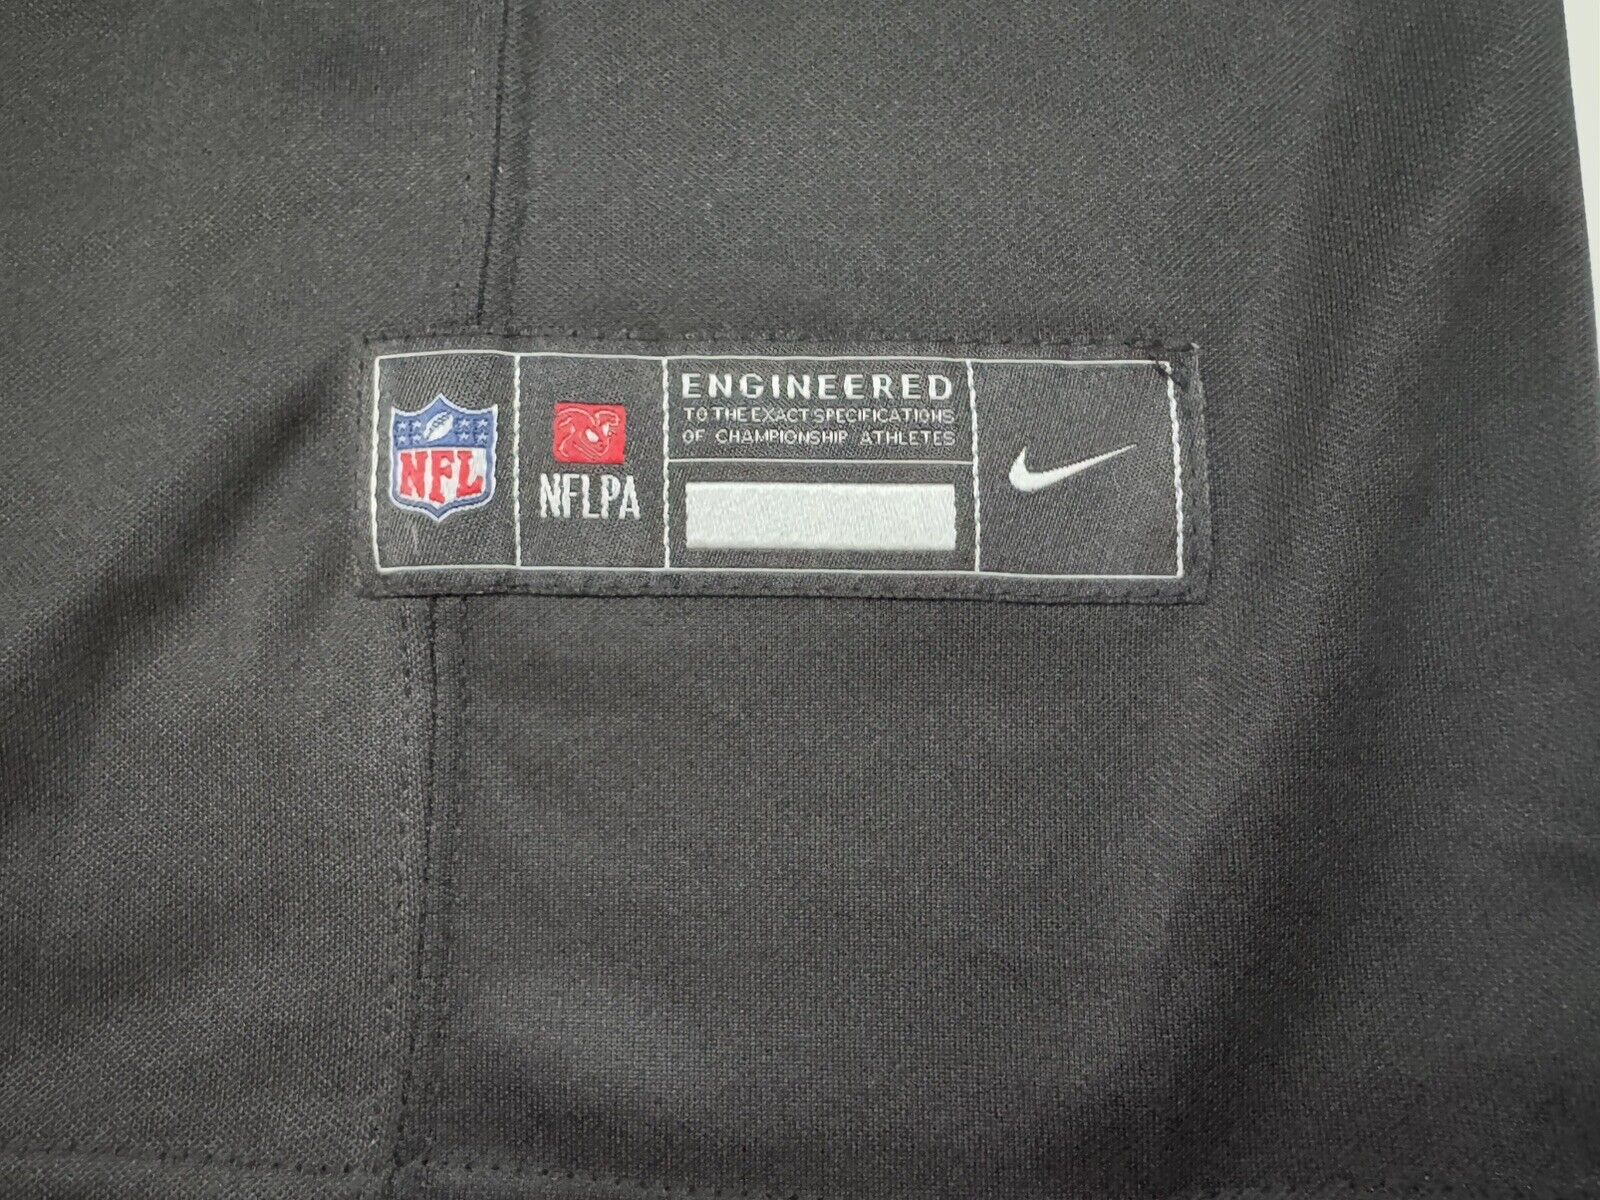 NFL
NFLPA
ENGINEERED
TO THE EXACT SPECIFICATIONS
OF CHAMPIONSHIP ATHLETES